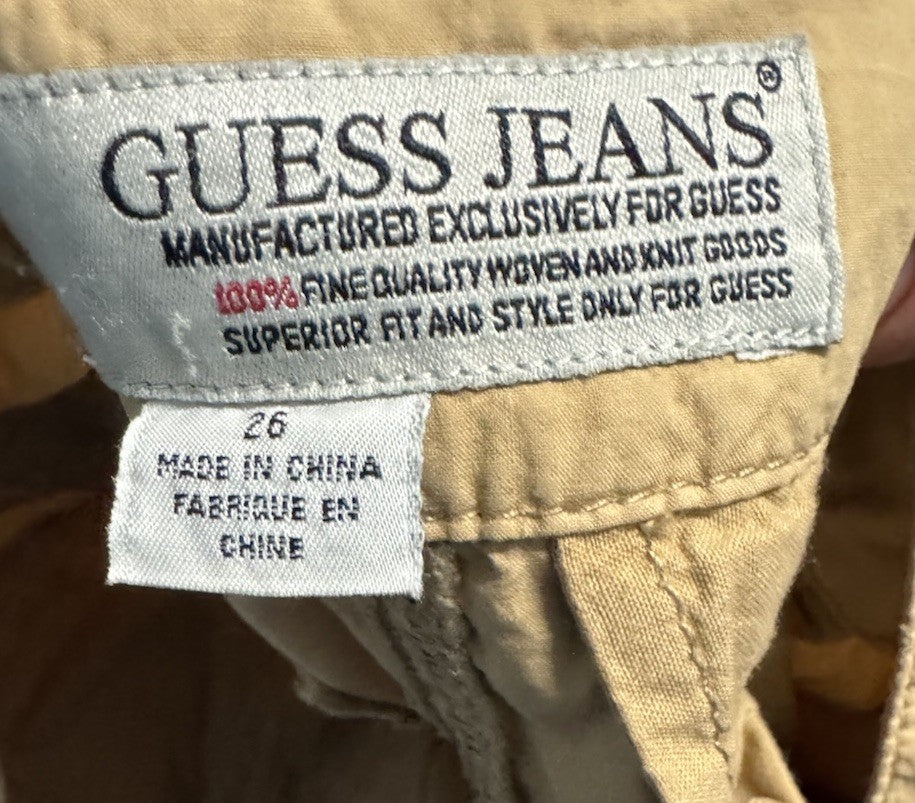 GUESS JEANS®
MANUFACTURED EXCLUSIVELY FOR GUESS
100% FINE QUALITY WOVEN AND KNIT GOODS
SUPERIOR FIT AND STYLE ONLY FOR GUESS
26
MADE IN CHINA
FABRIQUE EN
CHINE